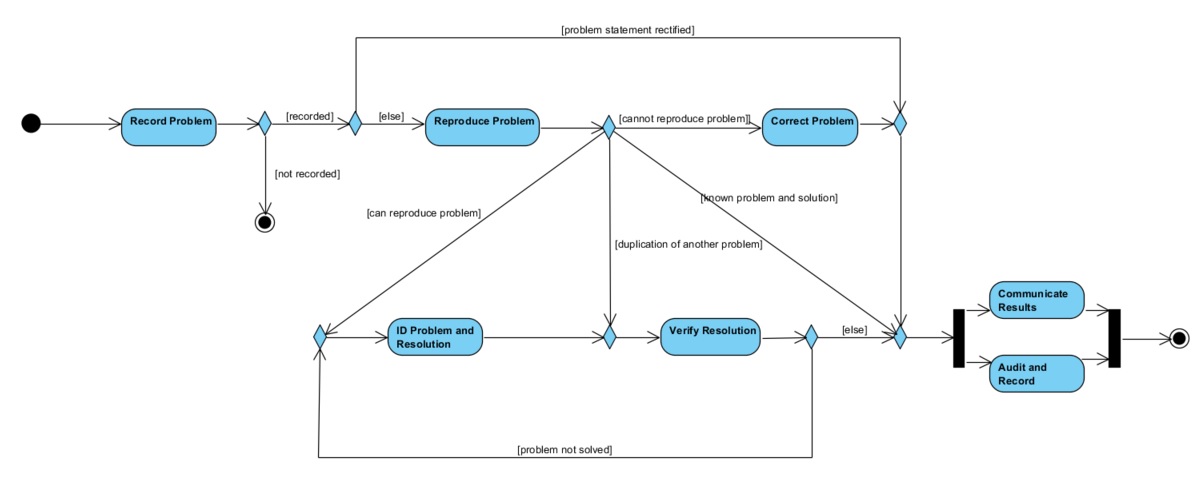 [problem statement rectified]
Record Problem
[recorded]
[else]
Reproduce Problem
[cannot reproduce problem]]
Correct Problem
[not recorded]
[known problem and solution]
[can reproduce problem]
[duplication of another problem]
Communicate
Results
ID Problem and
Resolution
Verify Resolution
[else]
Audit and
Record
[problem not solved]